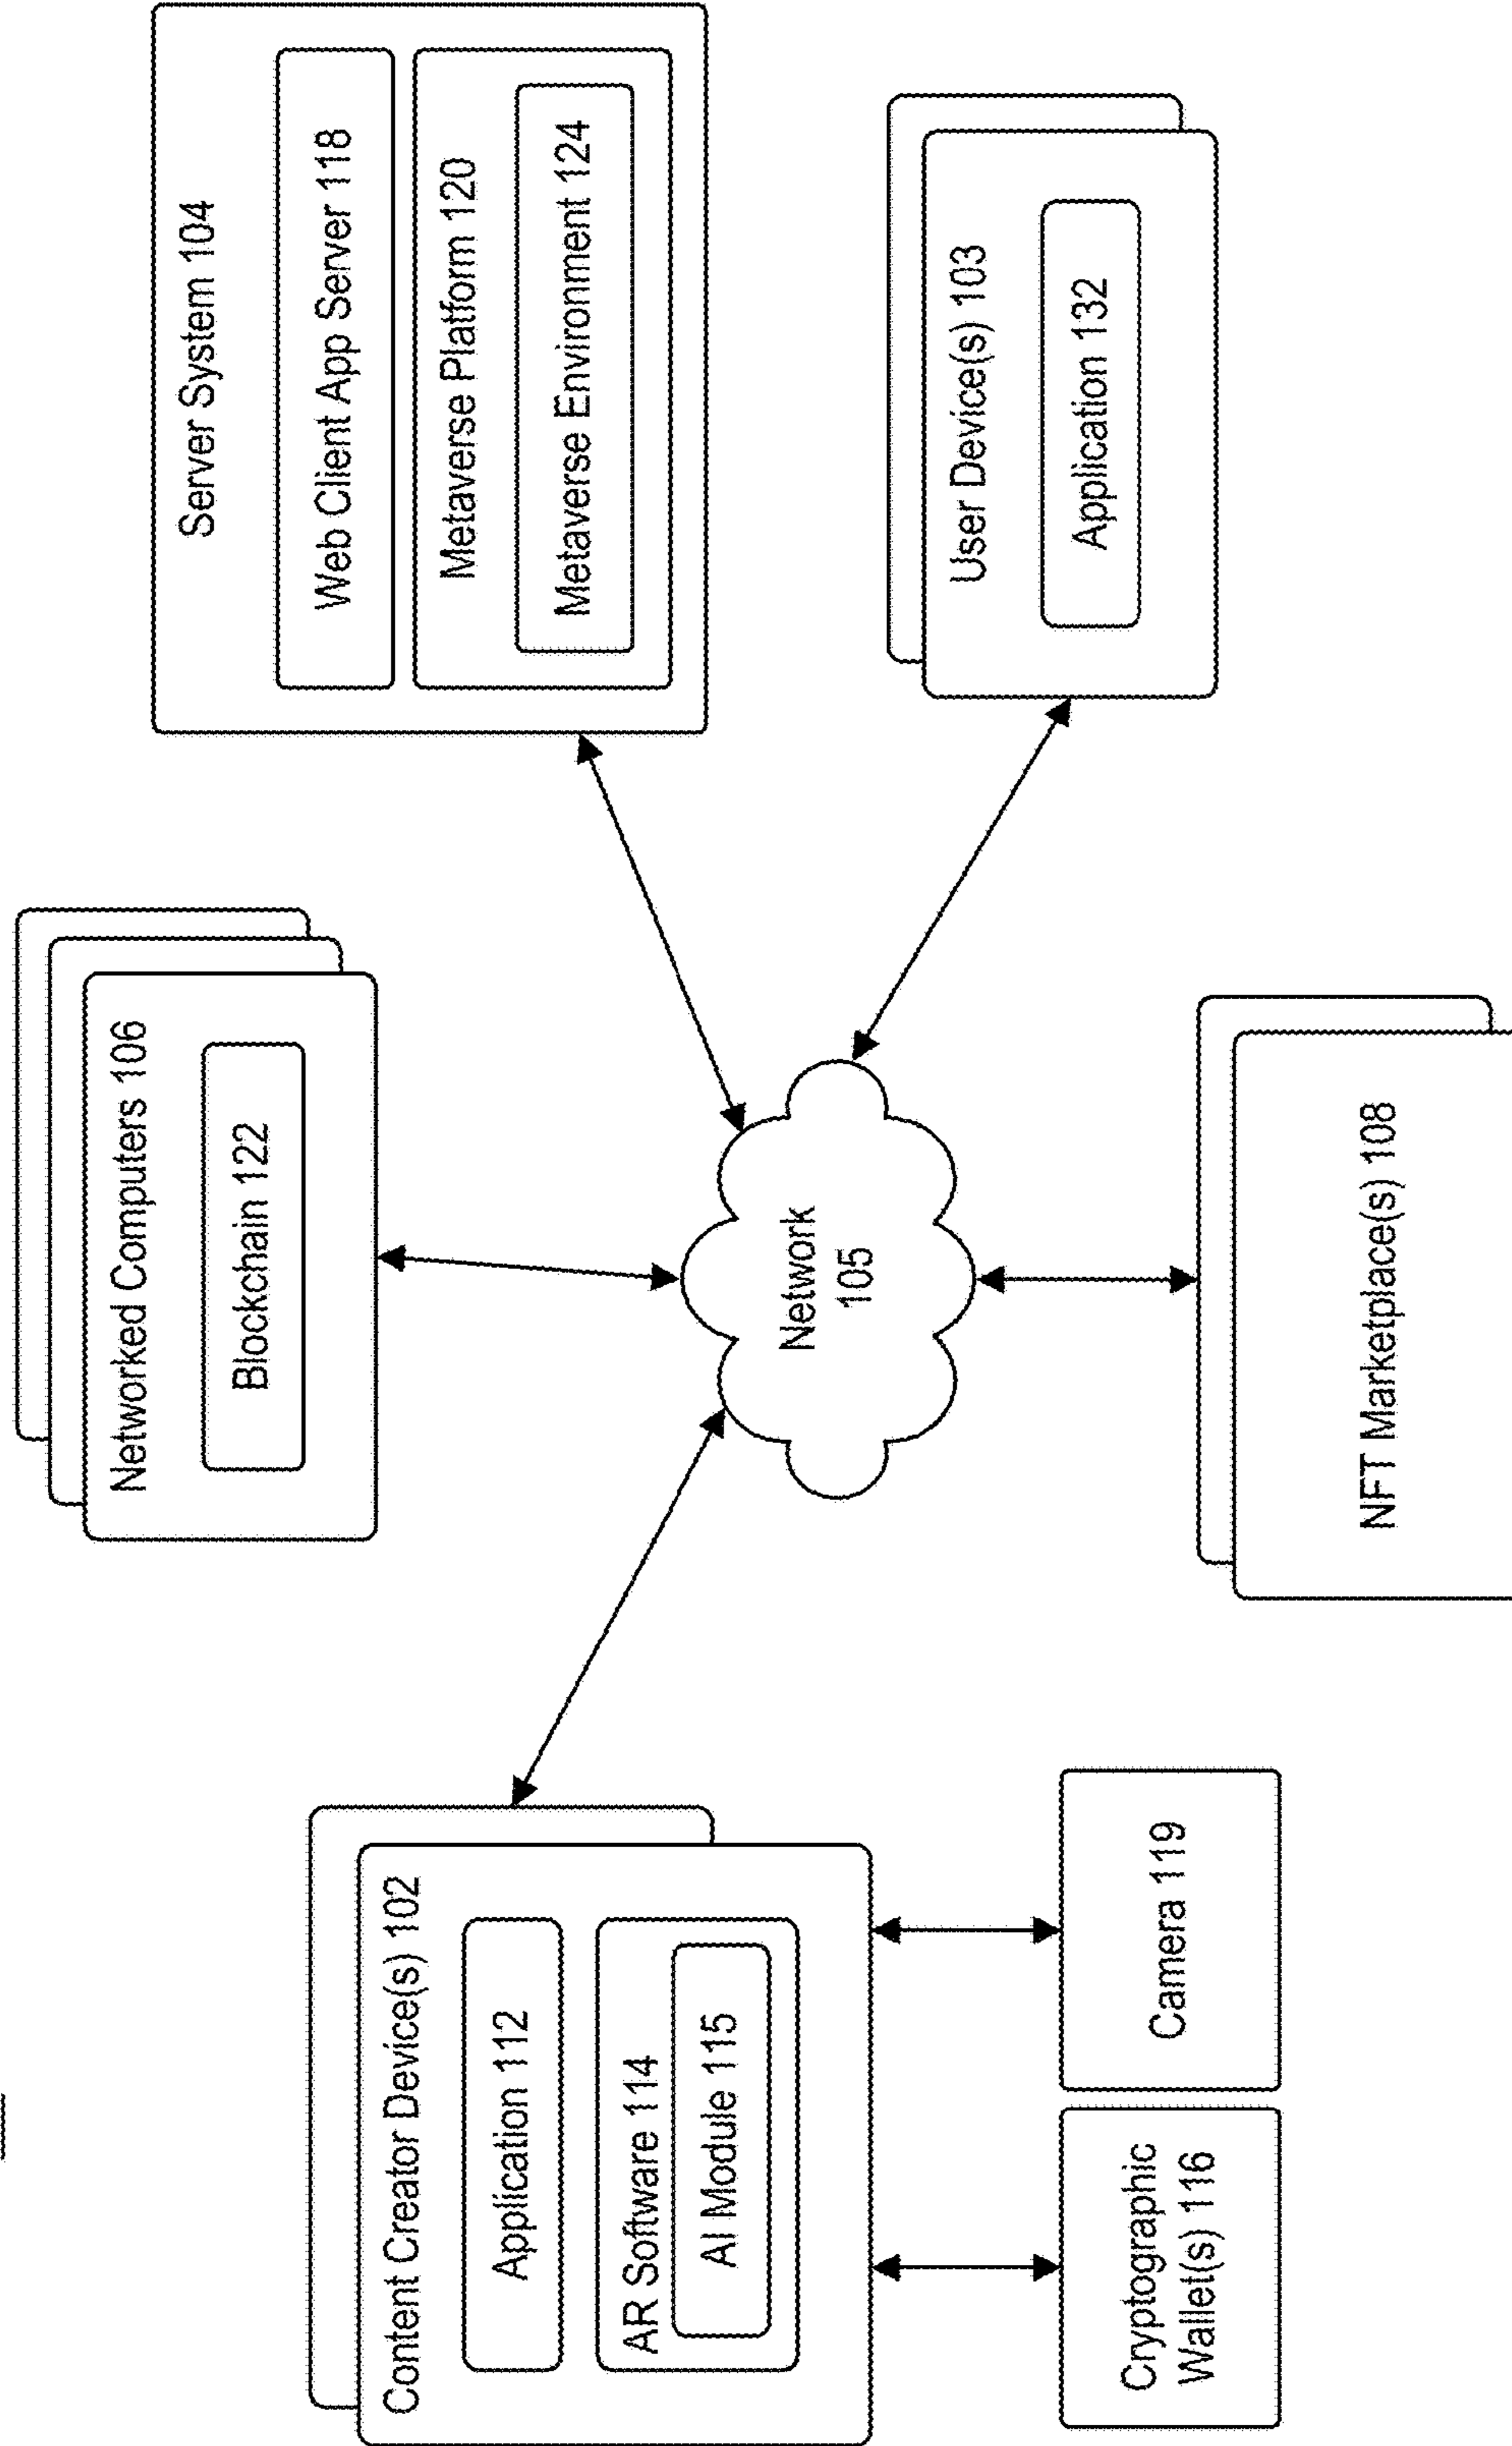 Networked Computers 106
Blockchain 122
Server System 104
Web Client App Server 118
Metaverse Platform 120
Metaverse Environment 124
Content Creator Device(s) 102
Application 112
AR Software 114
AI Module 115
Network
105
User Device(s) 103
Application 132
Cryptographic
Wallet(s) 116
Camera 119
NFT Marketplace(s) 108